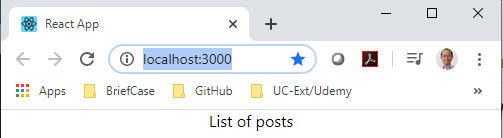 React App
localhost:3000
Apps BriefCase GitHub UC-Ext/Udemy »
List of posts